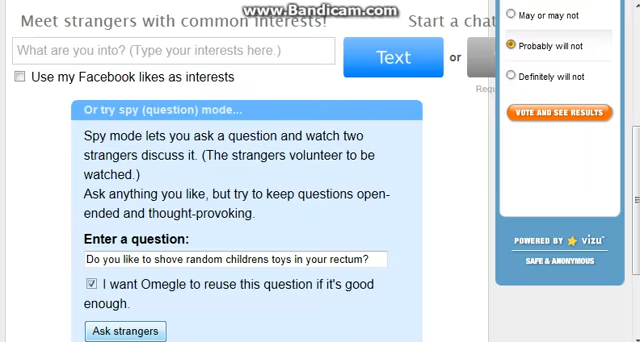 www.Bandicam.com
Meet strangers with common interests!
Start a chat
What are you into? (Type your interests here.)
Text
or
Use my Facebook likes as interests
Or try spy (question) mode...
Spy mode lets you ask a question and watch two
strangers discuss it. (The strangers volunteer to be
watched.)
Ask anything you like, but try to keep questions open-
ended and thought-provoking.
Enter a question:
Do you like to shove random childrens toys in your rectum?
I want Omegle to reuse this question if it's good
enough.
Ask strangers
May or may not
Probably will not
Definitely will not
VOTE AND SEE RESULTS
POWERED BY vizu
SAFE & ANONYMOUS